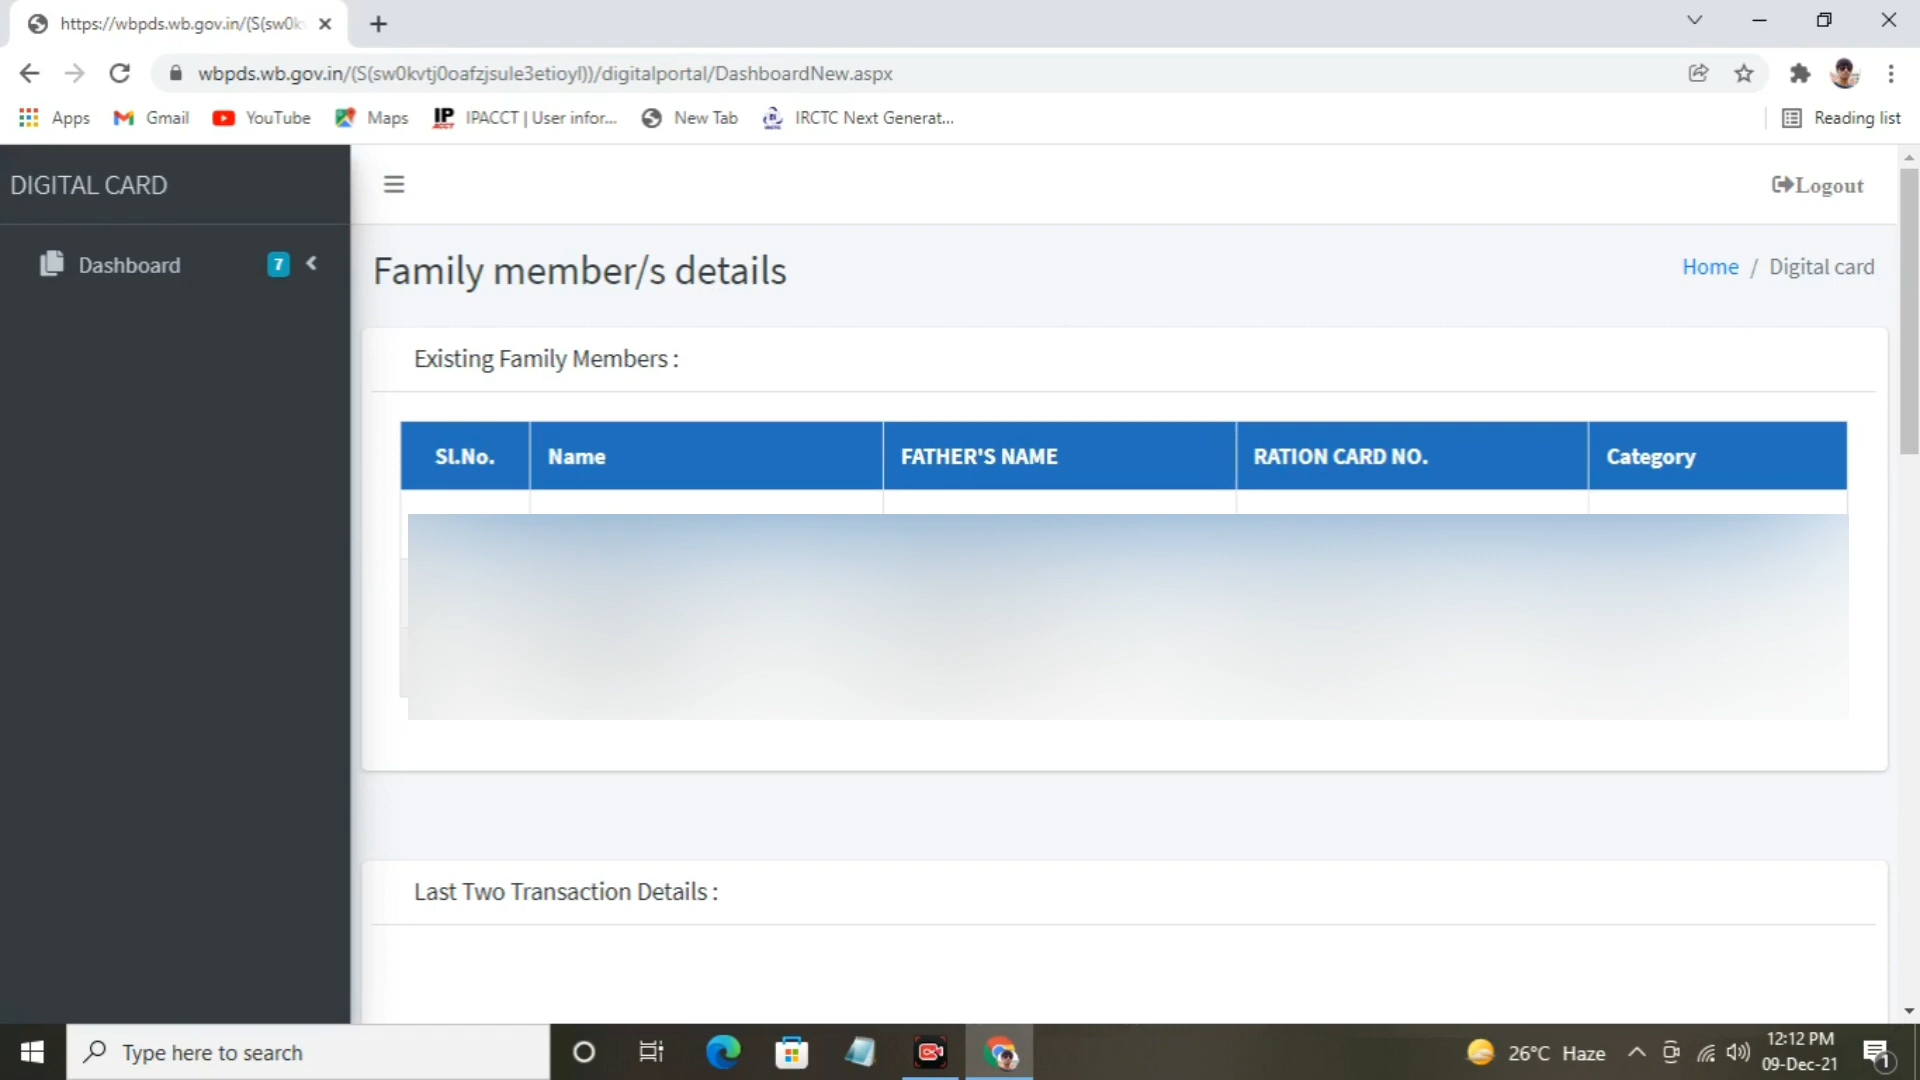 https://wbpds.wb.gov.in/(S(sw0k
wbpds.wb.gov.in/(S(sw0kvtj0oafzjsule3etioyl))/digitalportal/DashboardNew.aspx
Apps Gmail YouTube Maps IPACCT | User infor... New Tab IRCTC Next Generat... Reading list
DIGITAL CARD
Logout
Dashboard 7
Family member/s details
Home / Digital card
Existing Family Members :
Sl.No. Name FATHER'S NAME RATION CARD NO. Category
Last Two Transaction Details :
Type here to search
26°C Haze
12:12 PM
09-Dec-21
1